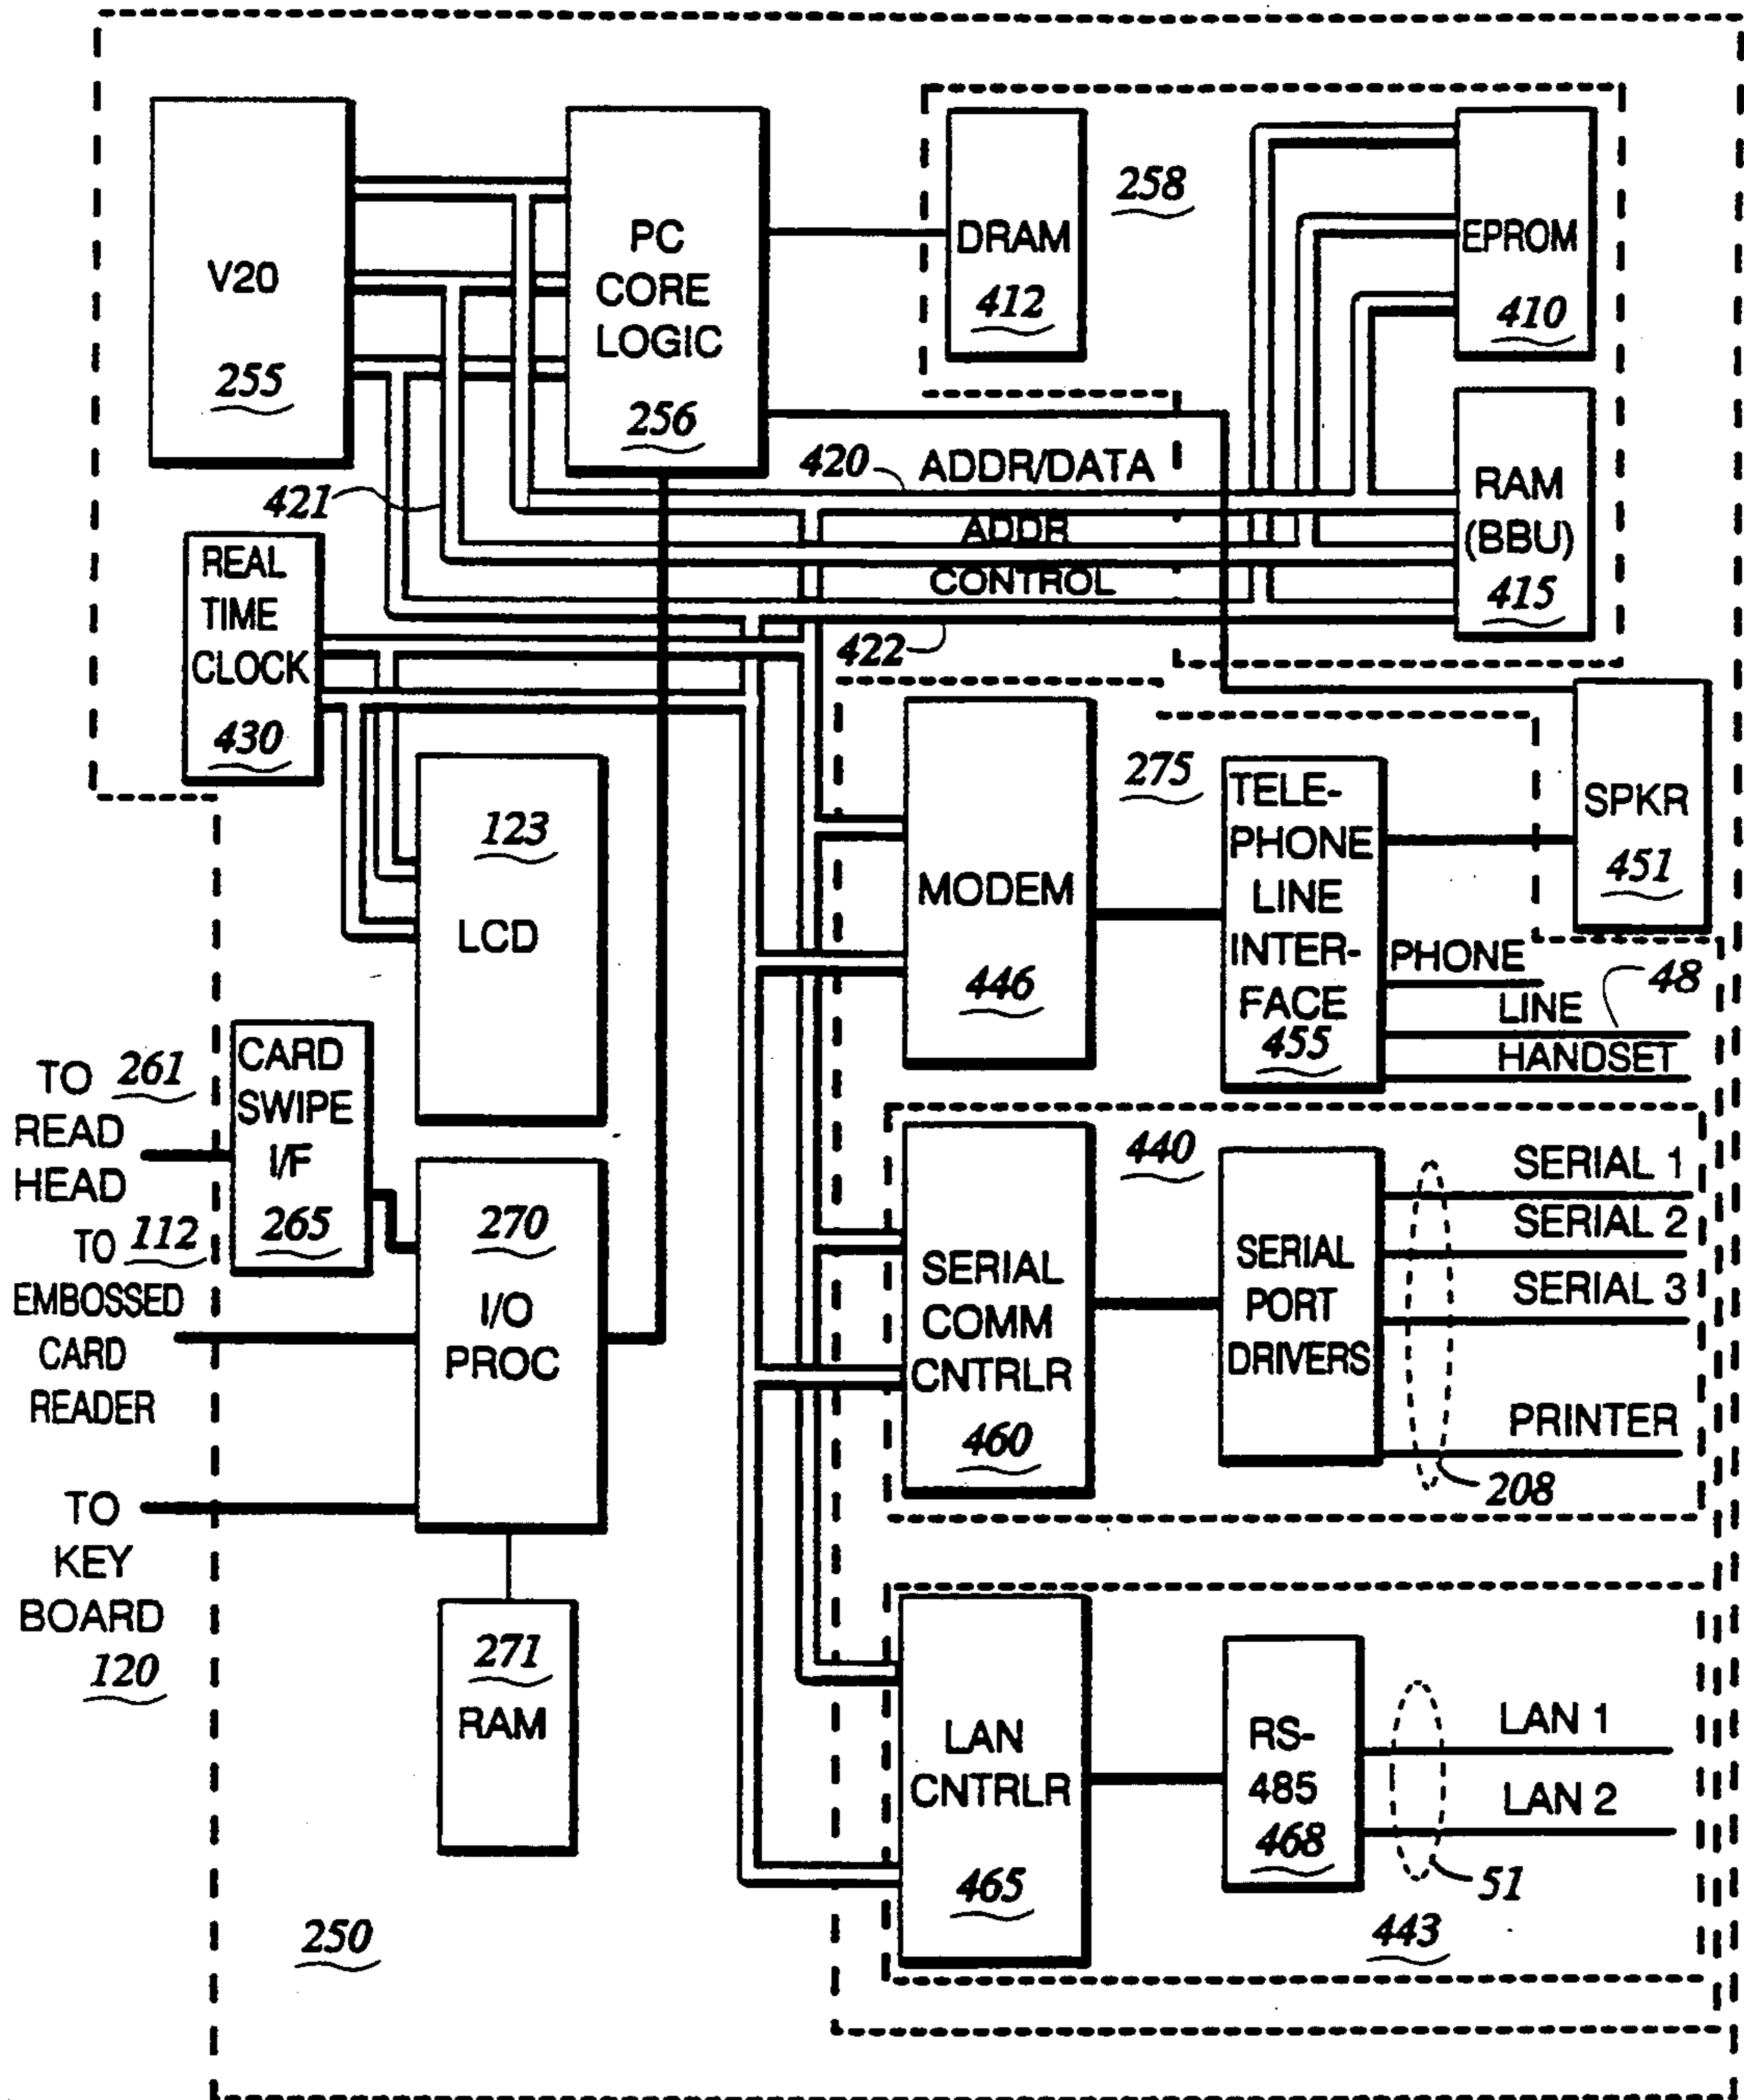 V20
255
PC
CORE
LOGIC
256
DRAM
412
258
EPROM
410
RAM
(BBU)
415
420
ADDR/DATA
421
ADDR
CONTROL
422
REAL
TIME
CLOCK
430
123
LCD
MODEM
446
275
TELE-
PHONE
LINE
INTER-
FACE
455
SPKR
451
PHONE
48
LINE
HANDSET
TO 261
READ
HEAD
CARD
SWIPE
I/F
265
TO 112
EMBOSSED
CARD
READER
270
I/O
PROC
TO
KEY
BOARD
120
271
RAM
250
440
SERIAL
COMM
CNTRLR
460
SERIAL
PORT
DRIVERS
SERIAL 1
SERIAL 2
SERIAL 3
PRINTER
208
LAN
CNTRLR
465
RS-
485
468
LAN 1
LAN 2
51
443